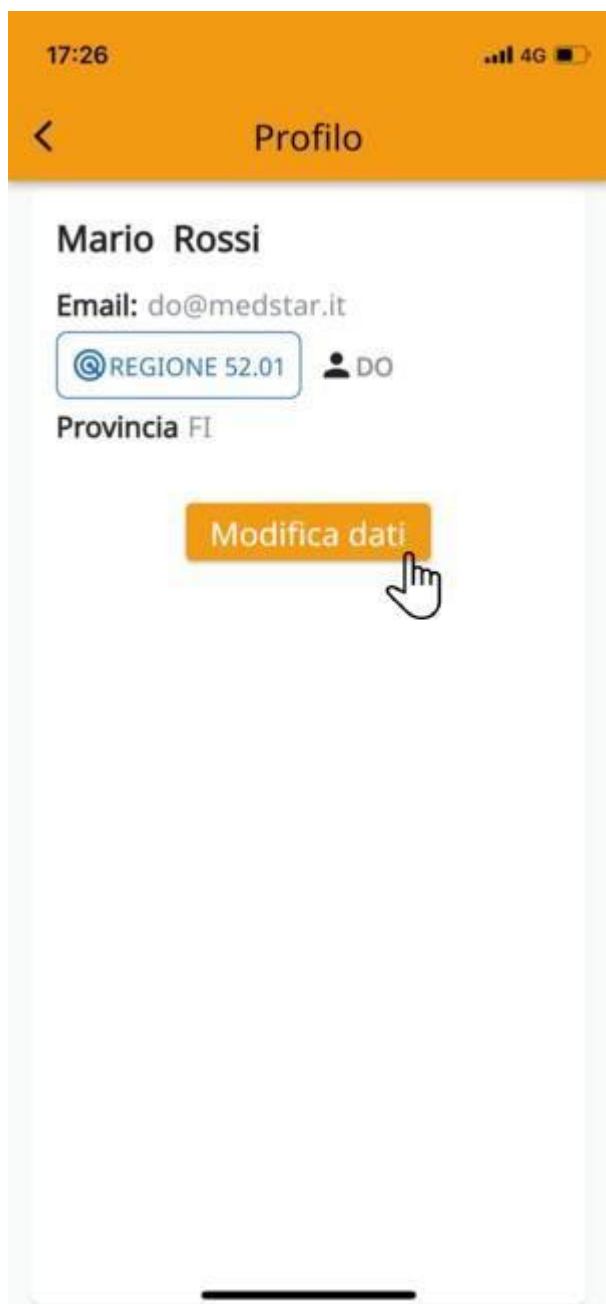 17:26 4G
Profilo
Mario Rossi
Email: do@medstar.it
REGIONE 52.01 DO
Provincia FI
Modifica dati